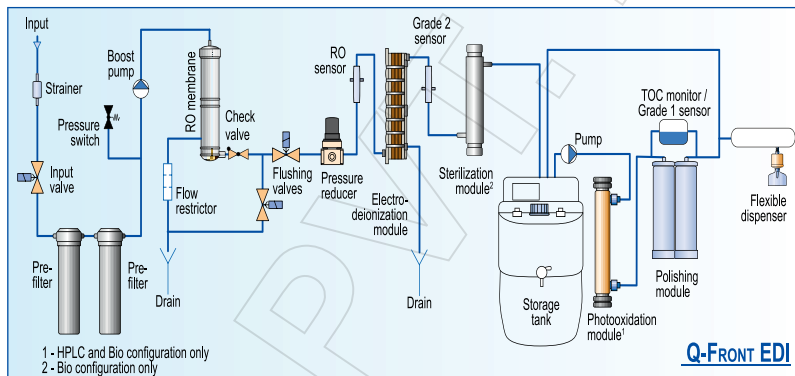 Input
Strainer
Boost
pump
Pressure
switch
Input
valve
Pre-
filter
Pre-
filter
RO membrane
Check
valve
Flow
restrictor
Drain
Flushing
valves
Pressure
reducer
RO
sensor
Electro-
deionization
module
Drain
Grade 2
sensor
Sterilization
module2
Pump
Storage
tank
Photooxidation
module1
TOC monitor /
Grade 1 sensor
Polishing
module
Flexible
dispenser
1 - HPLC and Bio configuration only
2 - Bio configuration only
Q-FRONT EDI